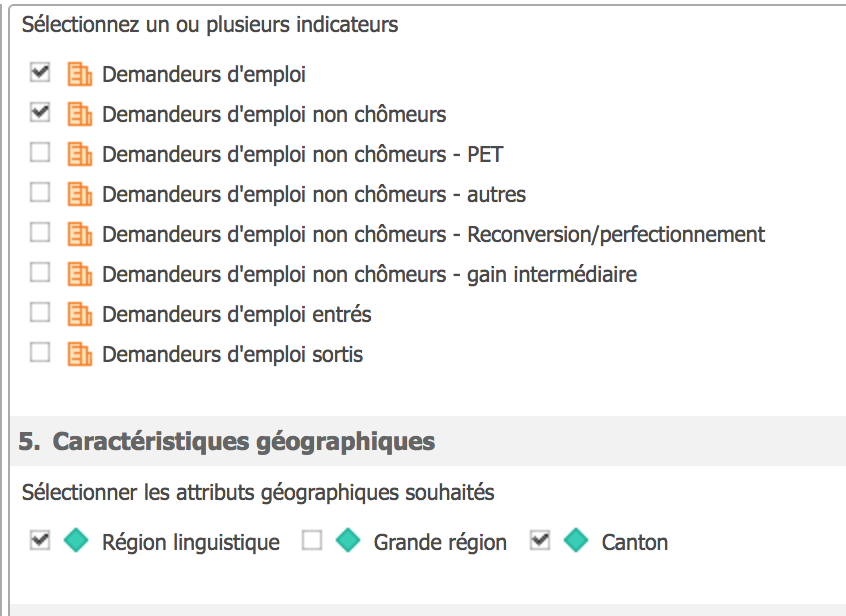 Sélectionnez un ou plusieurs indicateurs
Demandeurs d'emploi
Demandeurs d'emploi non chômeurs
Demandeurs d'emploi non chômeurs - PET
Demandeurs d'emploi non chômeurs - autres
Demandeurs d'emploi non chômeurs - Reconversion/perfectionnement
Demandeurs d'emploi non chômeurs - gain intermédiaire
Demandeurs d'emploi entrés
Demandeurs d'emploi sortis
5. Caractéristiques géographiques
Sélectionner les attributs géographiques souhaités
Région linguistique Grande région Canton